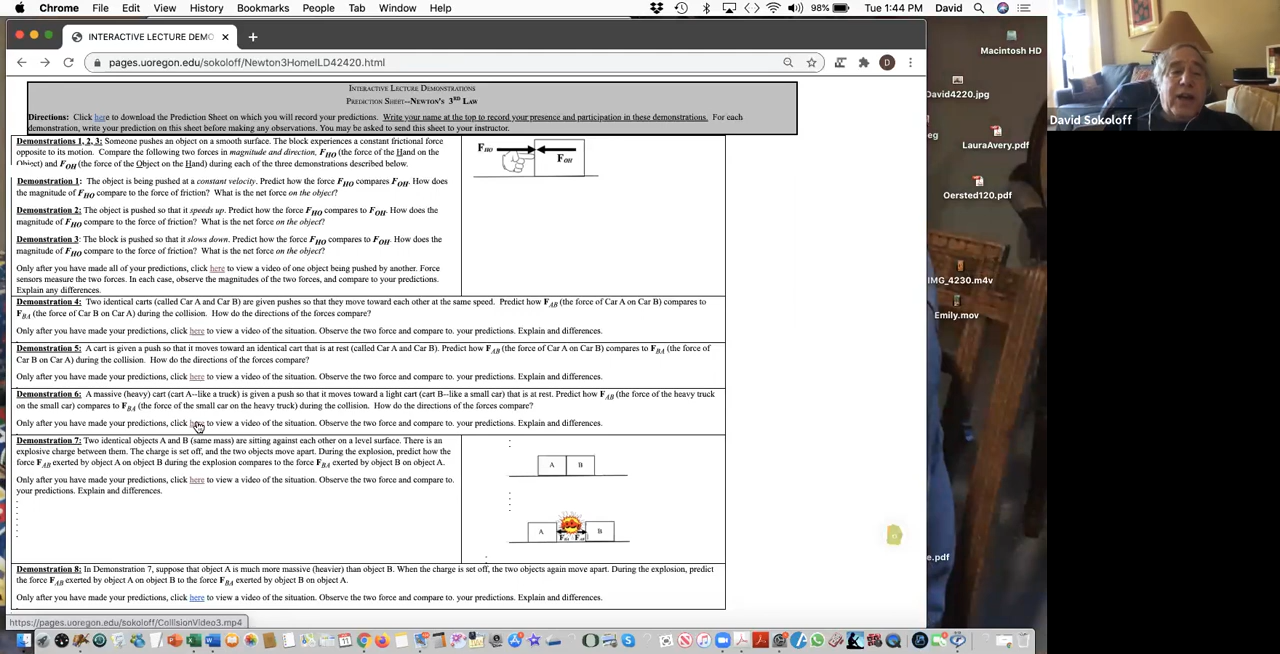 Chrome File Edit View History Bookmarks People Tab Window Help
98% Tue 1:44 PM David
INTERACTIVE LECTURE DEMO
pages.uoregon.edu/sokoloff/Newton3HomeILD42420.html
D
INTERACTIVE LECTURE DEMONSTRATIONS
PREDICTION SHEET--NEWTON'S 3RD LAW
Directions: Click here to download the Prediction Sheet on which you will record your predictions. Write your name at the top to record your presence and participation in these demonstrations. For each
demonstration, write your prediction on this sheet before making any observations. You may be asked to send this sheet to your instructor.
Demonstrations 1, 2, 3: Someone pushes an object on a smooth surface. The block experiences a constant frictional force
opposite to its motion. Compare the following two forces in magnitude and direction, FHO (the force of the Hand on the
Object) and FOH (the force of the Object on the Hand) during each of the three demonstrations described below.
FHO
FOH
Demonstration 1: The object is being pushed at a constant velocity. Predict how the force FHO compares FOH. How does
the magnitude of FHO compare to the force of friction? What is the net force on the object?
Demonstration 2: The object is pushed so that it speeds up. Predict how the force FHO compares to FOH. How does the
magnitude of FHO compare to the force of friction? What is the net force on the object?
Demonstration 3: The block is pushed so that it slows down. Predict how the force FHO compares to FOH. How does the
magnitude of FHO compare to the force of friction? What is the net force on the object?
Only after you have made all of your predictions, click here to view a video of one object being pushed by another. Force
sensors measure the two forces. In each case, observe the magnitudes of the two forces, and compare to your predictions.
Explain any differences.
Demonstration 4: Two identical carts (called Car A and Car B) are given pushes so that they move toward each other at the same speed. Predict how FAB (the force of Car A on Car B) compares to
FBA (the force of Car B on Car A) during the collision. How do the directions of the forces compare?
Only after you have made your predictions, click here to view a video of the situation. Observe the two force and compare to. your predictions. Explain and differences.
Demonstration 5: A cart is given a push so that it moves toward an identical cart that is at rest (called Car A and Car B). Predict how FAB (the force of Car A on Car B) compares to FBA (the force of
Car B on Car A) during the collision. How do the directions of the forces compare?
Only after you have made your predictions, click here to view a video of the situation. Observe the two force and compare to. your predictions. Explain and differences.
Demonstration 6: A massive (heavy) cart (cart A--like a truck) is given a push so that it moves toward a light cart (cart B--like a small car) that is at rest. Predict how FAB (the force of the heavy truck
on the small car) compares to FBA (the force of the small car on the heavy truck) during the collision. How do the directions of the forces compare?
Only after you have made your predictions, click here to view a video of the situation. Observe the two force and compare to. your predictions. Explain and differences.
Demonstration 7: Two identical objects A and B (same mass) are sitting against each other on a level surface. There is an
explosive charge between them. The charge is set off, and the two objects move apart. During the explosion, predict how the
force FAB exerted by object A on object B during the explosion compares to the force FBA exerted by object B on object A.
Only after you have made your predictions, click here to view a video of the situation. Observe the two force and compare to.
your predictions. Explain and differences.
A B
A B
FBA FAB
Demonstration 8: In Demonstration 7, suppose that object A is much more massive (heavier) than object B. When the charge is set off, the two objects again move apart. During the explosion, predict
the force FAB exerted by object A on object B to the force FBA exerted by object B on object A.
Only after you have made your predictions, click here to view a video of the situation. Observe the two force and compare to. your predictions. Explain and differences.
https://pages.uoregon.edu/sokoloff/CollisionVideo3.mp4
Macintosh HD
David4220.jpg
eg
LauraAvery.pdf
Oersted120.pdf
IMG_4230.m4v
Emily.mov
e.pdf
David Sokoloff